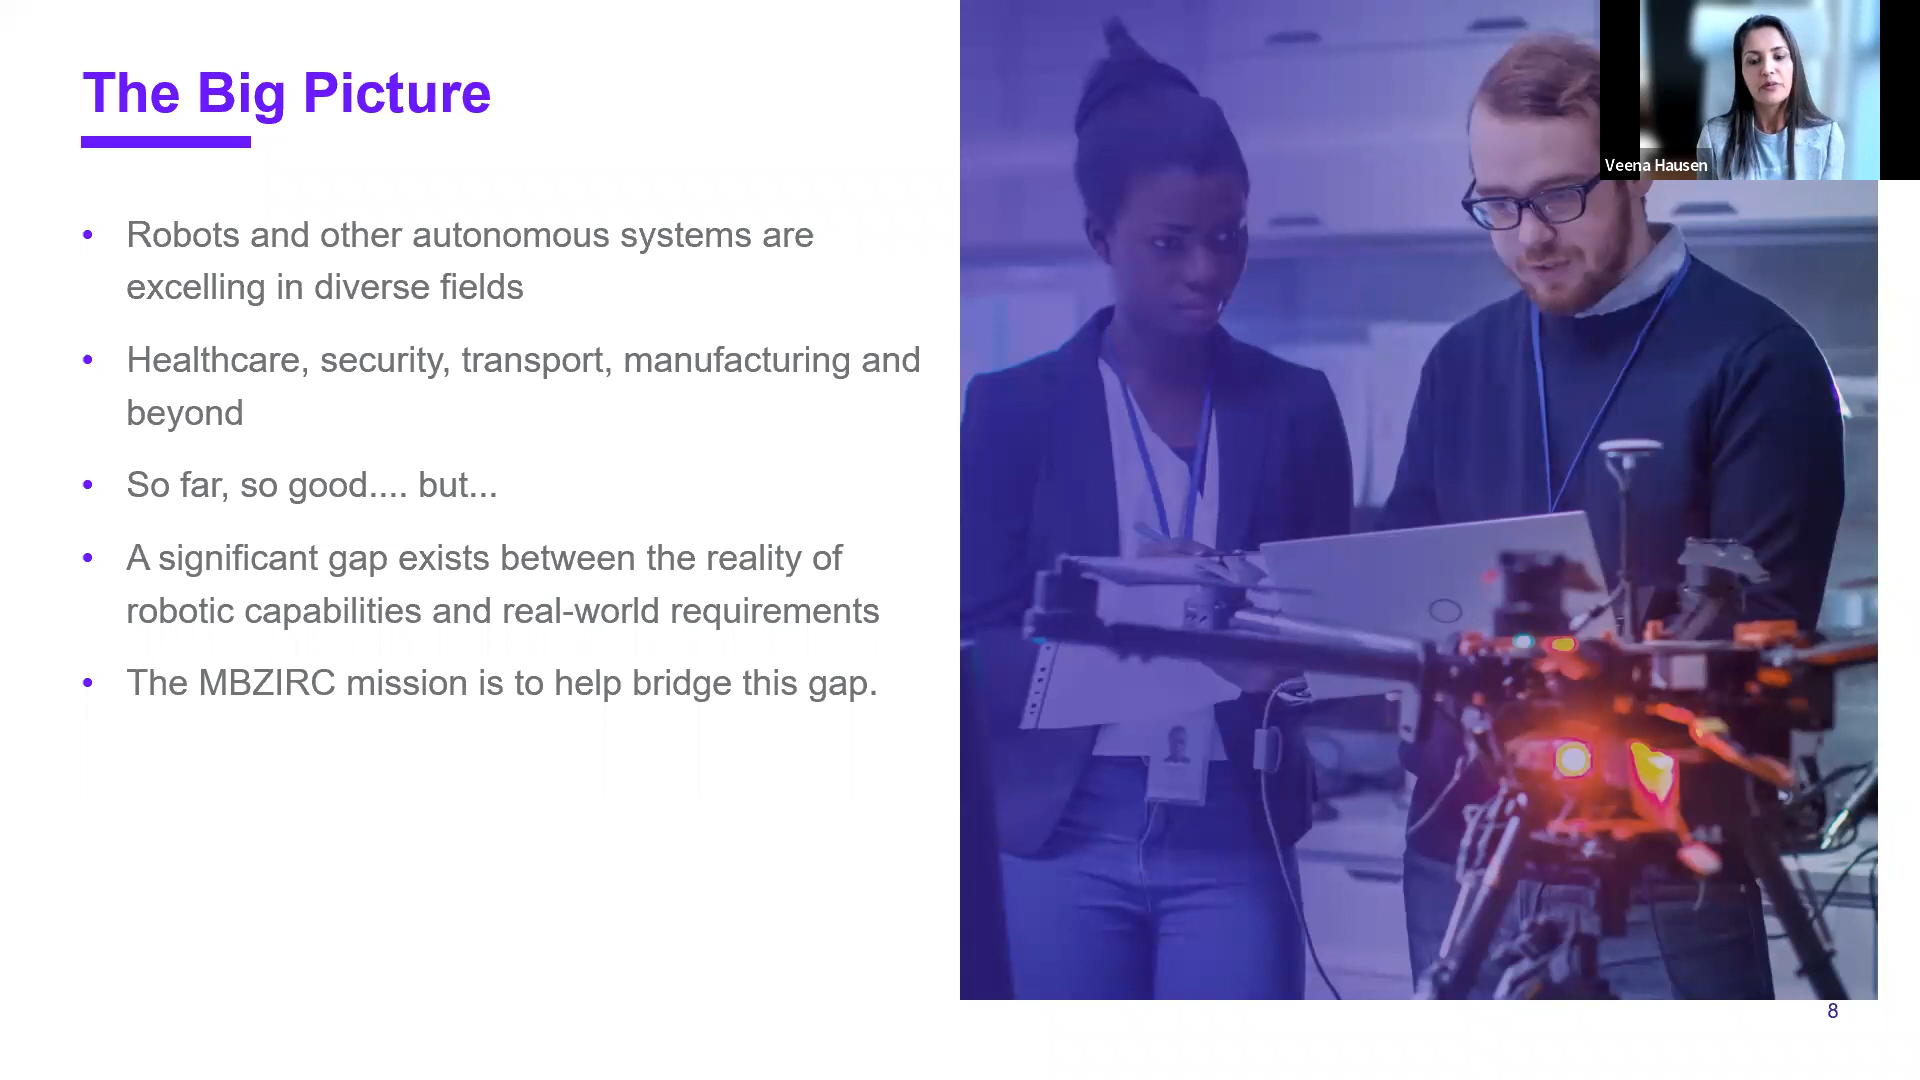 The Big Picture
Veena Hausen
• Robots and other autonomous systems are
excelling in diverse fields
• Healthcare, security, transport, manufacturing and
beyond
• So far, so good.... but...
• A significant gap exists between the reality of
robotic capabilities and real-world requirements
• The MBZIRC mission is to help bridge this gap.
8